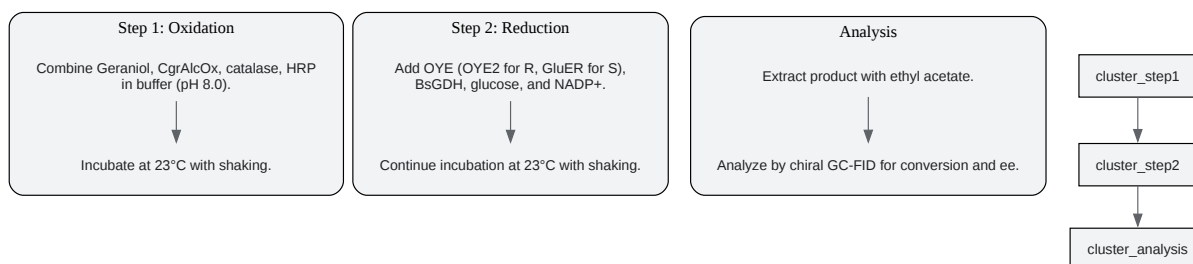 Step 1: Oxidation
Combine Geraniol, CgrAlcOx, catalase, HRP
in buffer (pH 8.0).
Incubate at 23°C with shaking.
Step 2: Reduction
Add OYE (OYE2 for R, GluER for S),
BsGDH, glucose, and NADP+.
Continue incubation at 23°C with shaking.
Analysis
Extract product with ethyl acetate.
Analyze by chiral GC-FID for conversion and ee.
cluster_step1
cluster_step2
cluster_analysis